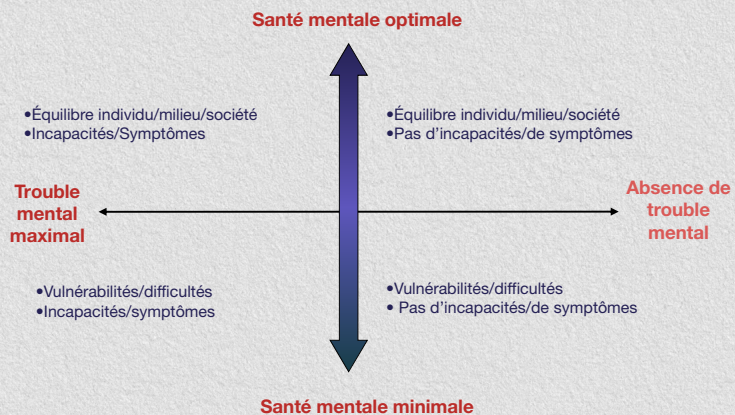 Santé mentale optimale
•Équilibre individu/milieu/société
•Incapacités/Symptômes
•Équilibre individu/milieu/société
•Pas d'incapacités/de symptômes
Trouble
mental
maximal
Absence de
trouble
mental
•Vulnérabilités/difficultés
•Incapacités/symptômes
•Vulnérabilités/difficultés
• Pas d'incapacités/de symptômes
Santé mentale minimale